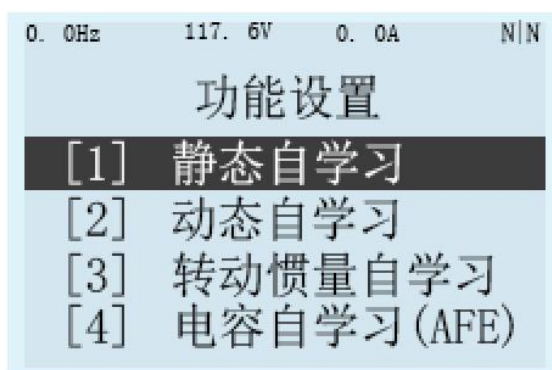 0. 0Hz 117. 6V 0. 0A N|N
功能设置
[1] 静态自学习
[2] 动态自学习
[3] 转动惯量自学习
[4] 电容自学习(AFE)